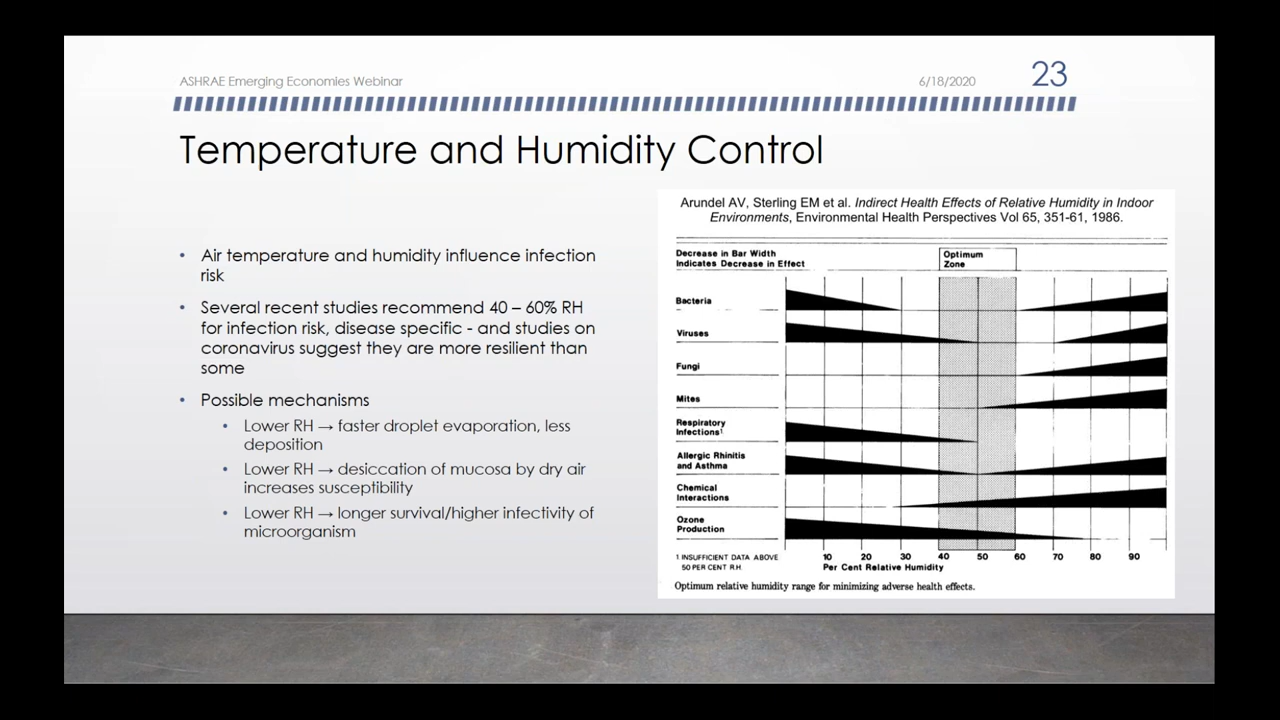 ASHRAE Emerging Economies Webinar
6/18/2020
23
Temperature and Humidity Control
• Air temperature and humidity influence infection
risk
• Several recent studies recommend 40 – 60% RH
for infection risk, disease specific - and studies on
coronavirus suggest they are more resilient than
some
• Possible mechanisms
• Lower RH → faster droplet evaporation, less
deposition
• Lower RH → desiccation of mucosa by dry air
increases susceptibility
• Lower RH → longer survival/higher infectivity of
microorganism
Arundel AV, Sterling EM et al. Indirect Health Effects of Relative Humidity in Indoor
Environments, Environmental Health Perspectives Vol 65, 351-61, 1986.
Decrease in Bar Width
Indicates Decrease in Effect
Optimum
Zone
Bacteria
Viruses
Fungi
Mites
Respiratory
Infections¹
Allergic Rhinitis
and Asthma
Chemical
Interactions
Ozone
Production
1. INSUFFICIENT DATA ABOVE
50 PER CENT R.H.
10 20 30 40 50 60 70 80 90
Per Cent Relative Humidity
Optimum relative humidity range for minimizing adverse health effects.